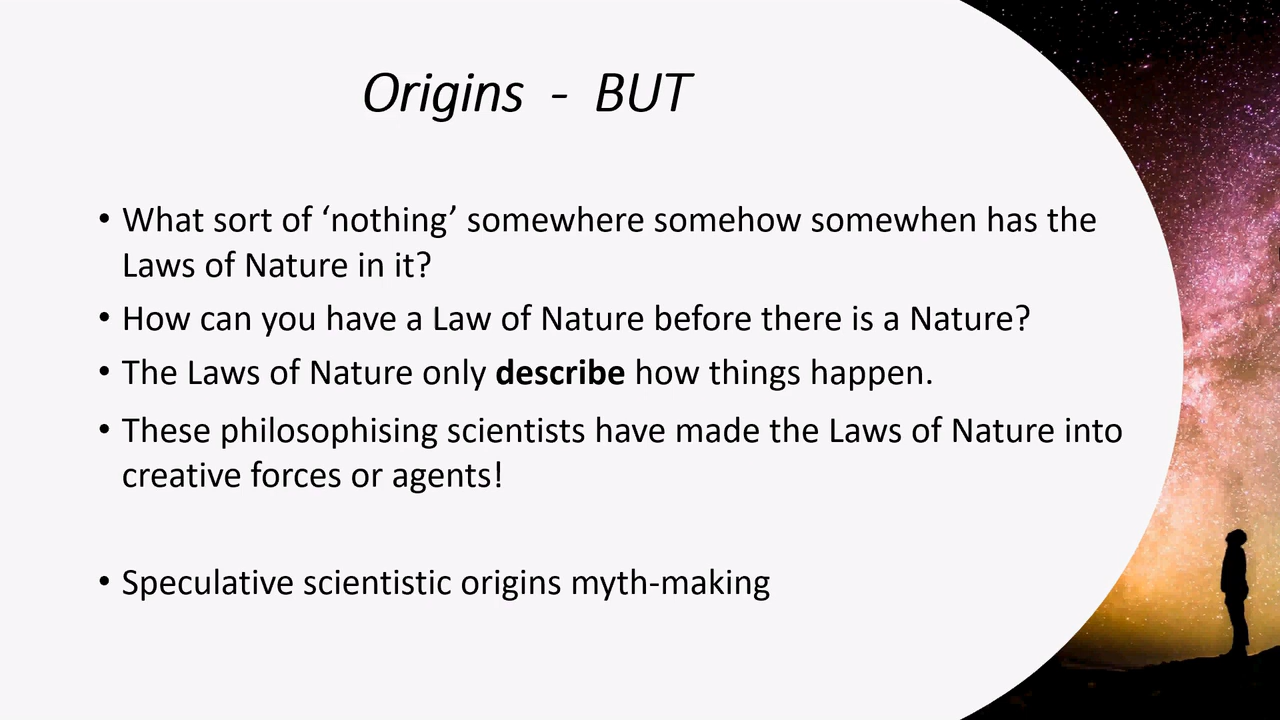 Origins - BUT
• What sort of ‘nothing’ somewhere somehow somewhen has the
Laws of Nature in it?
• How can you have a Law of Nature before there is a Nature?
• The Laws of Nature only describe how things happen.
• These philosophising scientists have made the Laws of Nature into
creative forces or agents!
• Speculative scientistic origins myth-making